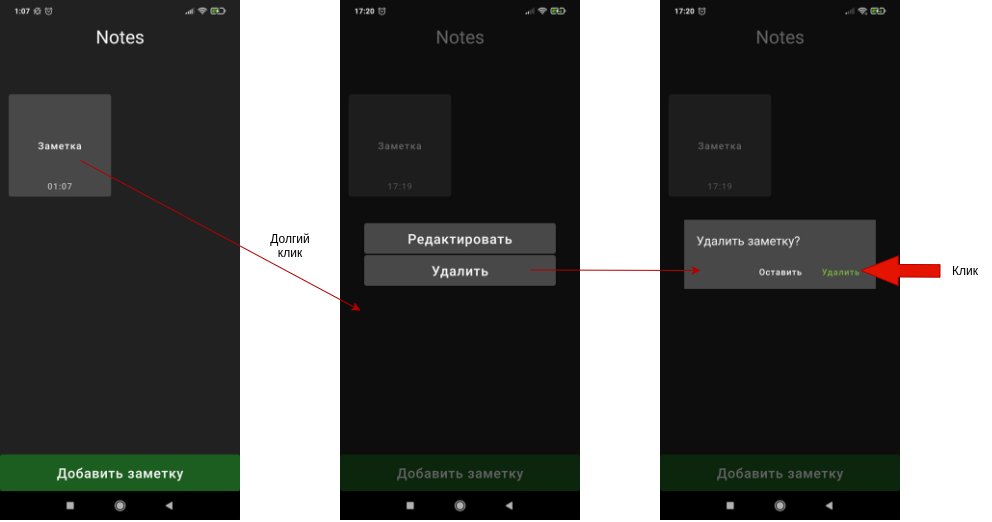 1:07
Notes
Заметка
01:07
Добавить заметку
Долгий
клик
17:20
Notes
Заметка
17:19
Редактировать
Удалить
Добавить заметку
17:20
Notes
Заметка
17:19
Удалить заметку?
Оставить Удалить
Добавить заметку
Клик